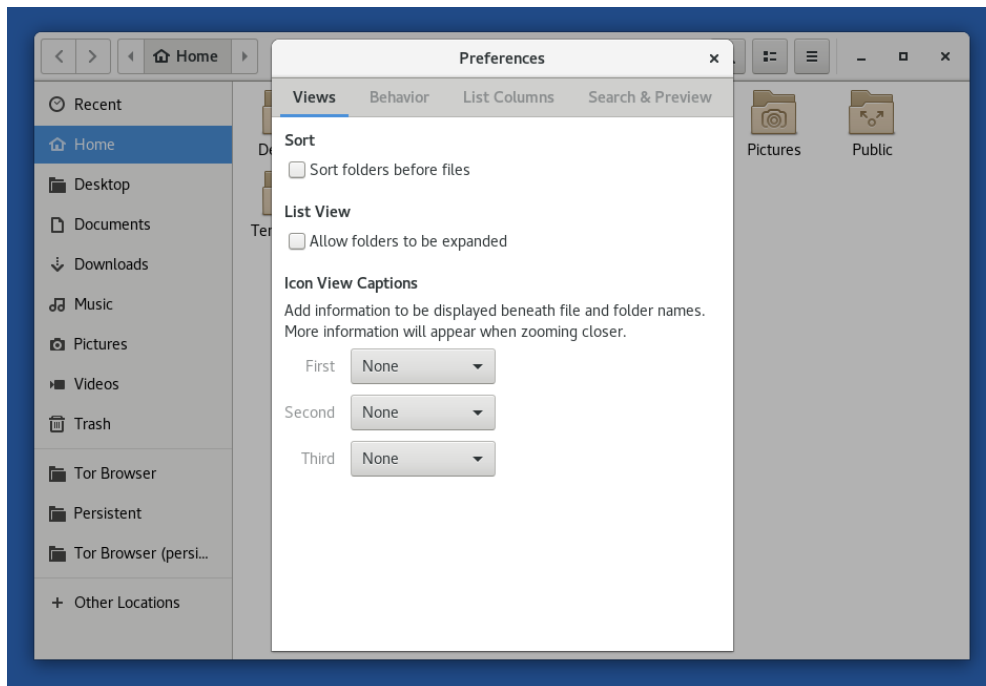 Home
Preferences
Recent
Home
Desktop
Documents
Downloads
Music
Pictures
Videos
Trash
Tor Browser
Persistent
Tor Browser (persi...
Other Locations
Views Behavior List Columns Search & Preview
Sort
Sort folders before files
List View
Allow folders to be expanded
Icon View Captions
Add information to be displayed beneath file and folder names.
More information will appear when zooming closer.
First None
Second None
Third None
Pictures Public